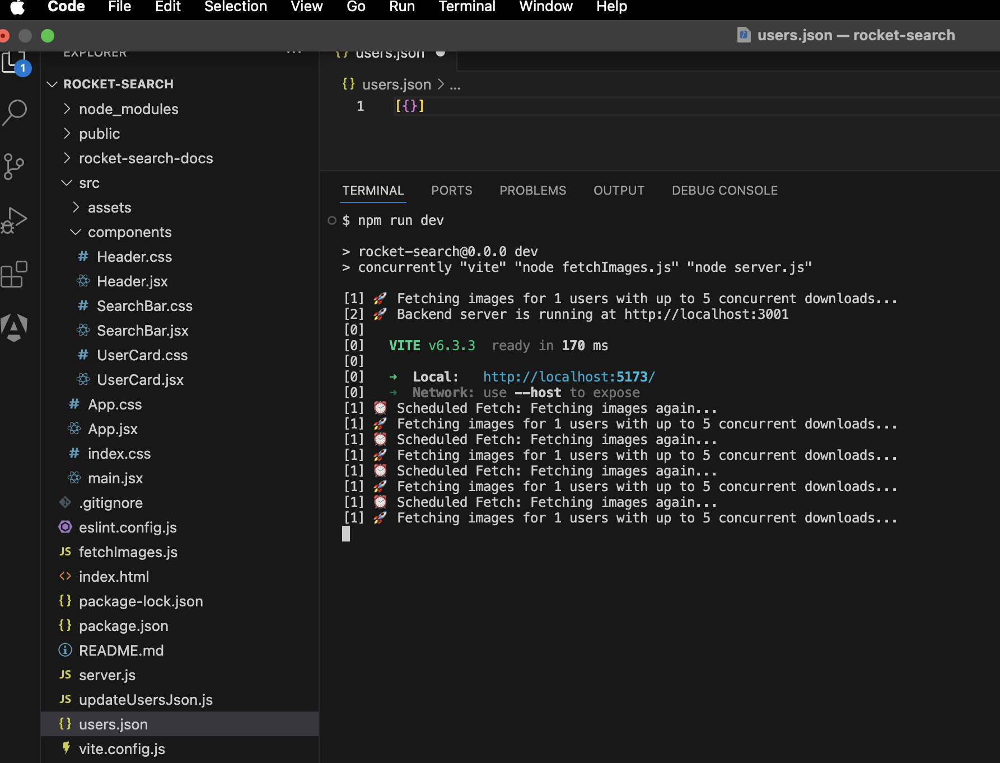 Code File Edit Selection View Go Run Terminal Window Help
users.json — rocket-search
1
EXPLORER ...
ROCKET-SEARCH
node_modules
public
rocket-search-docs
src
assets
components
# Header.css
Header.jsx
# SearchBar.css
SearchBar.jsx
# UserCard.css
UserCard.jsx
# App.css
App.jsx
# index.css
main.jsx
.gitignore
eslint.config.js
JS fetchImages.js
<> index.html
{} package-lock.json
{} package.json
README.md
JS server.js
JS updateUsersJson.js
{} users.json
vite.config.js
{} users.json
{} users.json > ...
1 [{}]
TERMINAL PORTS PROBLEMS OUTPUT DEBUG CONSOLE
$ npm run dev
> rocket-search@0.0.0 dev
> concurrently "vite" "node fetchImages.js" "node server.js"
[1] 🚀 Fetching images for 1 users with up to 5 concurrent downloads...
[2] 🚀 Backend server is running at http://localhost:3001
[0]
[0] VITE v6.3.3 ready in 170 ms
[0]
[0] ➜ Local: http://localhost:5173/
[0] ➜ Network: use --host to expose
[1] ⏰ Scheduled Fetch: Fetching images again...
[1] 🚀 Fetching images for 1 users with up to 5 concurrent downloads...
[1] ⏰ Scheduled Fetch: Fetching images again...
[1] 🚀 Fetching images for 1 users with up to 5 concurrent downloads...
[1] ⏰ Scheduled Fetch: Fetching images again...
[1] 🚀 Fetching images for 1 users with up to 5 concurrent downloads...
[1] ⏰ Scheduled Fetch: Fetching images again...
[1] 🚀 Fetching images for 1 users with up to 5 concurrent downloads...